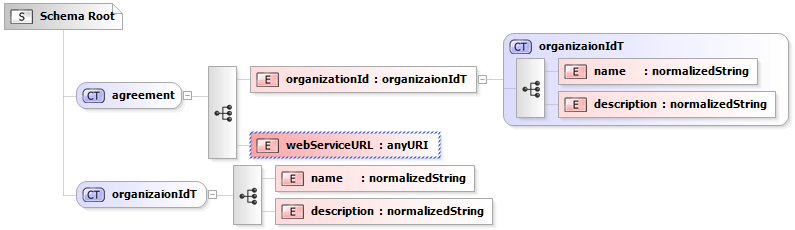 S Schema Root
CT agreement
E organizationId : organizaionIdT
CT organizaionIdT
E name : normalizedString
E description : normalizedString
E webServiceURL : anyURI
CT organizaionIdT
E name : normalizedString
E description : normalizedString